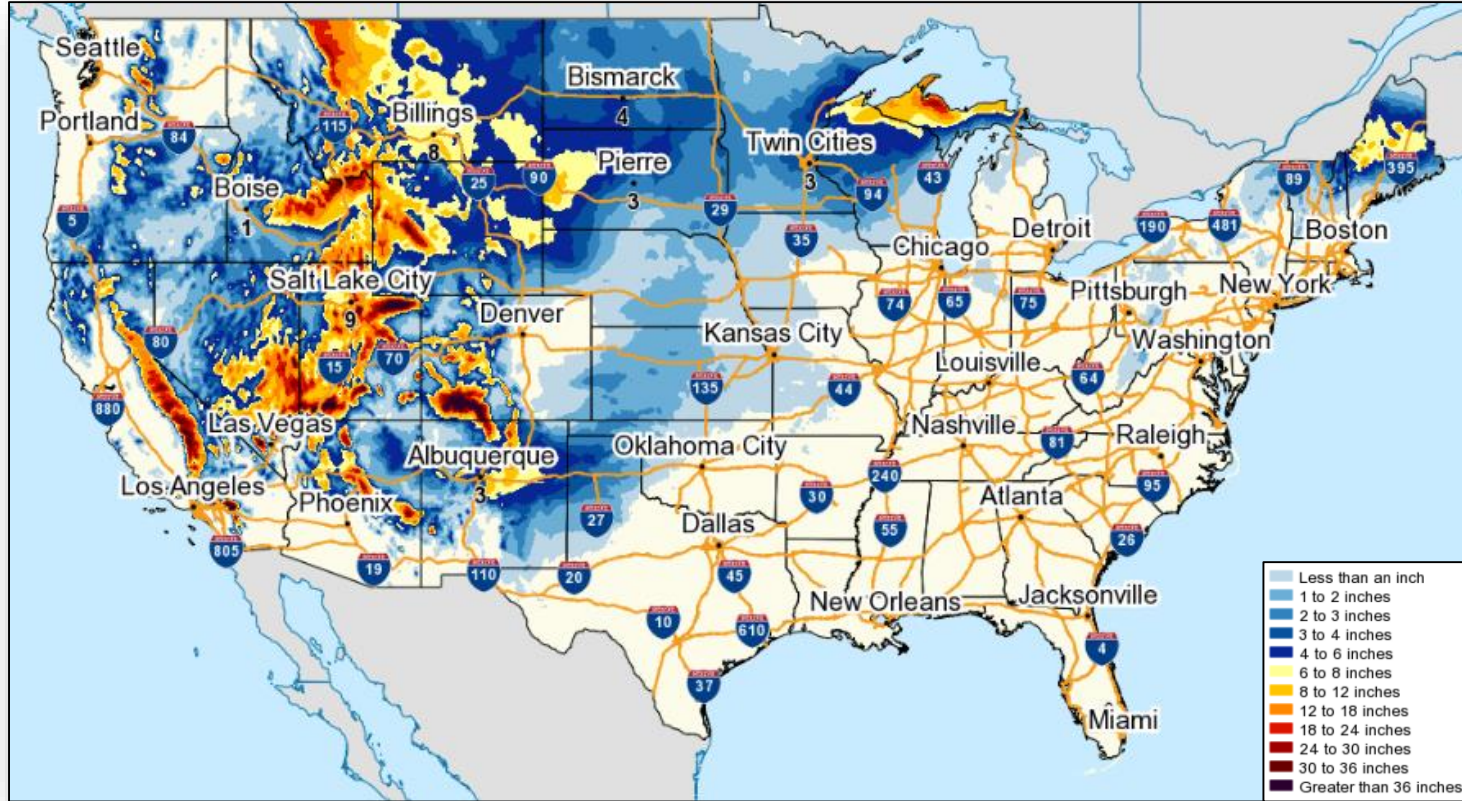 Seattle
Portland
84
5
Boise
1
115
Billings
8
25
90
Bismarck
4
Pierre
3
29
Twin Cities
3
94
43
35
Chicago
Detroit
190
481
89
395
Boston
New York
Pittsburgh
Washington
74
65
75
Salt Lake City
9
80
15
70
Denver
Kansas City
135
44
Louisville
64
880
Las Vegas
Los Angeles
Phoenix
Albuquerque
3
Oklahoma City
Nashville
81
Raleigh
95
240
30
27
Dallas
55
Atlanta
26
805
19
110
20
45
10
610
37
New Orleans
Jacksonville
4
Miami
Less than an inch
1 to 2 inches
2 to 3 inches
3 to 4 inches
4 to 6 inches
6 to 8 inches
8 to 12 inches
12 to 18 inches
18 to 24 inches
24 to 30 inches
30 to 36 inches
Greater than 36 inches